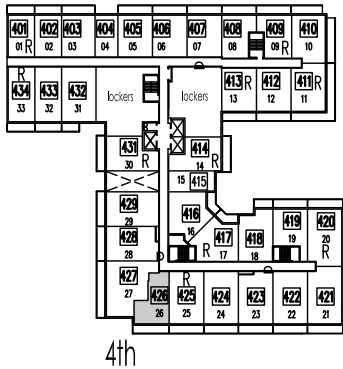 401 402 403 404 405 406 407 408 409 410
R R
01 02 03 04 05 06 07 08 09 10
R
434 433 432 lockers lockers 413 412 411
R R
33 32 31 13 12 11
431 414
30 R 14 R
15 415
429 416
29 16
428 417 418 419 420
28 R 17 18 19 20
R
427 426 R 425 424 423 422 421
27 26 25 24 23 22 21
4th